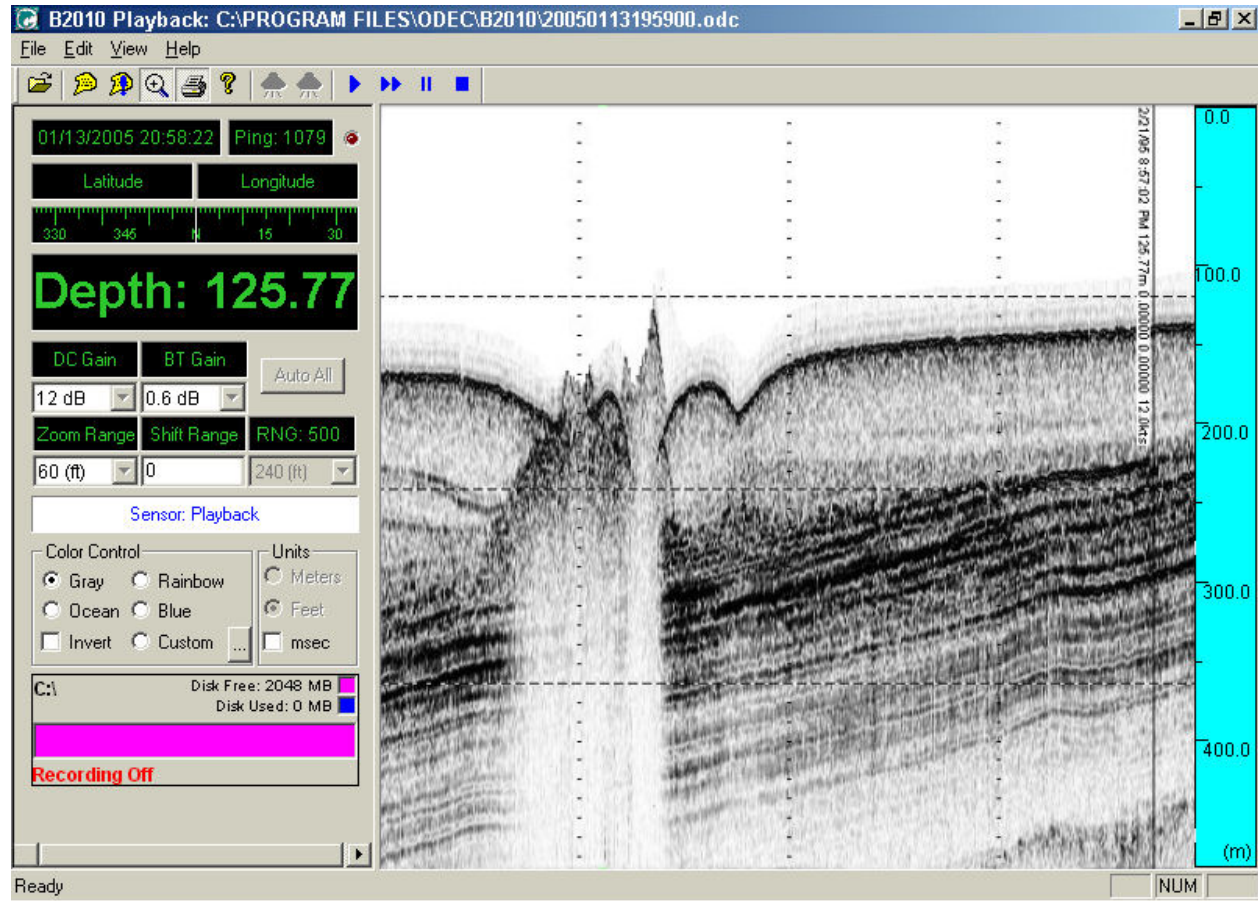 B2010 Playback: C:\PROGRAM FILES\ODEC\B2010\20050113195900.odc
File Edit View Help
01/13/2005 20:58:22 Ping: 1079
Latitude Longitude
330 345 N 15 30
Depth: 125.77
DC Gain BT Gain Auto All
12 dB 0.6 dB
Zoom Range Shift Range RNG: 500
60 (ft) 0 240 (ft)
Sensor: Playback
Color Control Units
Gray Rainbow Meters
Ocean Blue Feet
Invert Custom ... msec
C:\ Disk Free: 2048 MB
Disk Used: 0 MB
Recording Off
2/21/95 8:57:02 PM 125.77m 0.00000 0.00000 12.0kts
0.0
100.0
200.0
300.0
400.0
(m)
Ready NUM